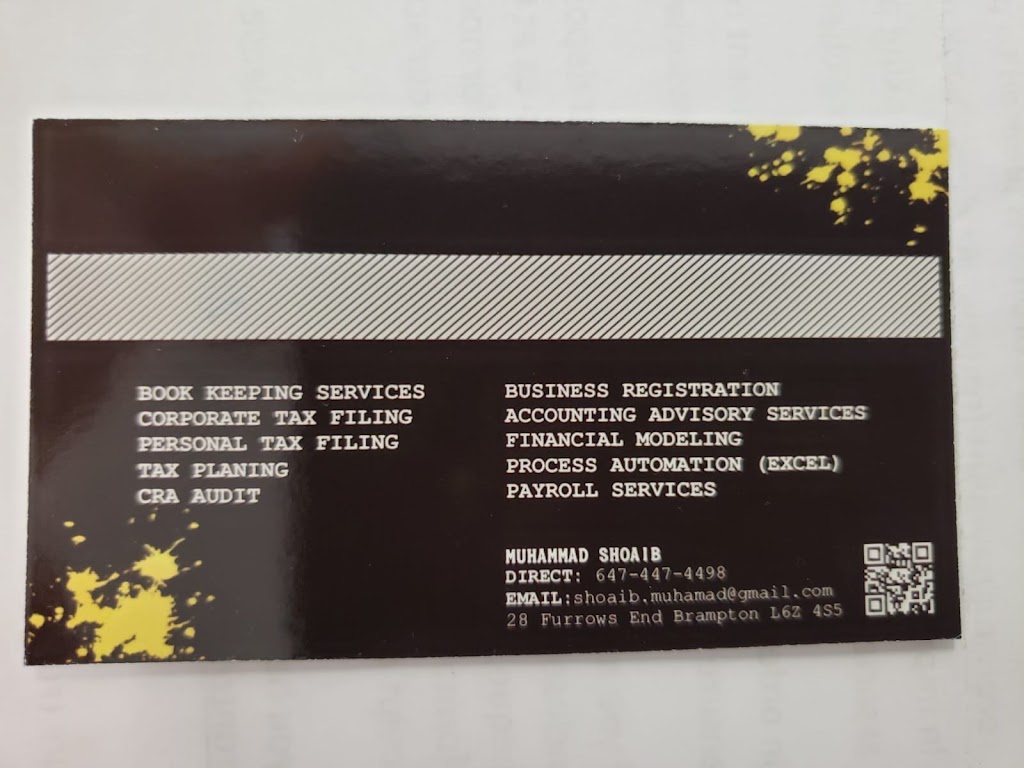 BOOK KEEPING SERVICES
CORPORATE TAX FILING
PERSONAL TAX FILING
TAX PLANING
CRA AUDIT
BUSINESS REGISTRATION
ACCOUNTING ADVISORY SERVICES
FINANCIAL MODELING
PROCESS AUTOMATION (EXCEL)
PAYROLL SERVICES
MUHAMMAD SHOAIB
DIRECT: 647-447-4498
EMAIL:shoaib.muhamad@gmail.com
28 Furrows End Brampton L6Z 4S5